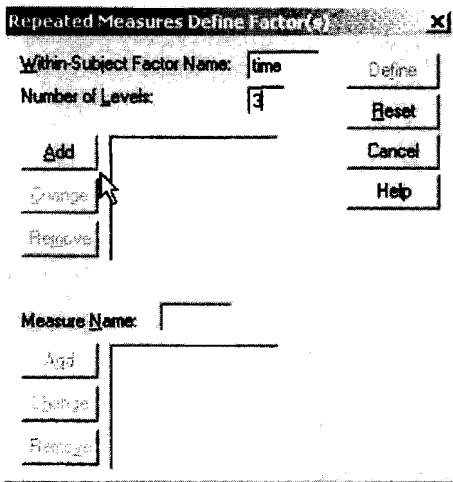 Repeated Measures Define Factor(s)
Within-Subject Factor Name: time
Define
Number of Levels: 3
Reset
Add
Cancel
Change
Help
Remove
Measure Name:
Add
Change
Remove